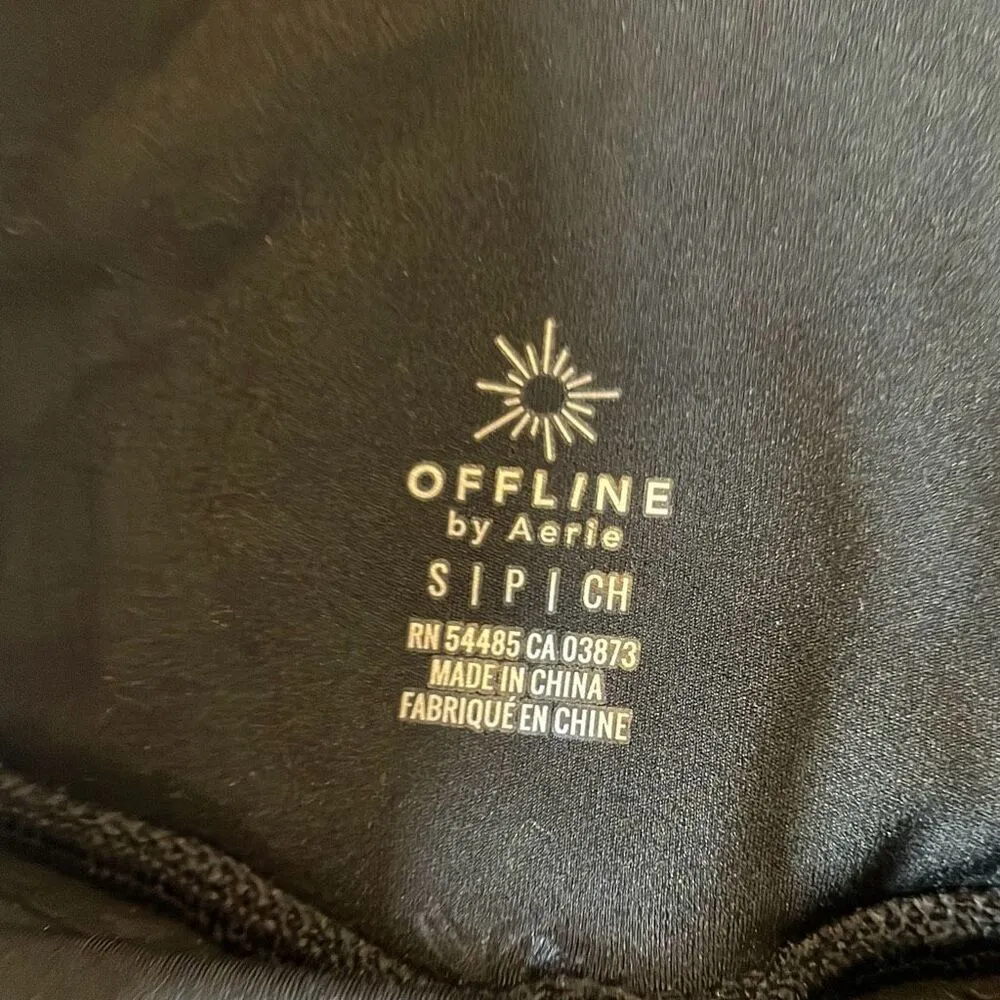 OFFLINE
by Aerie
S | P | CH
RN 54485 CA 03873
MADE IN CHINA
FABRIQUÉ EN CHINE